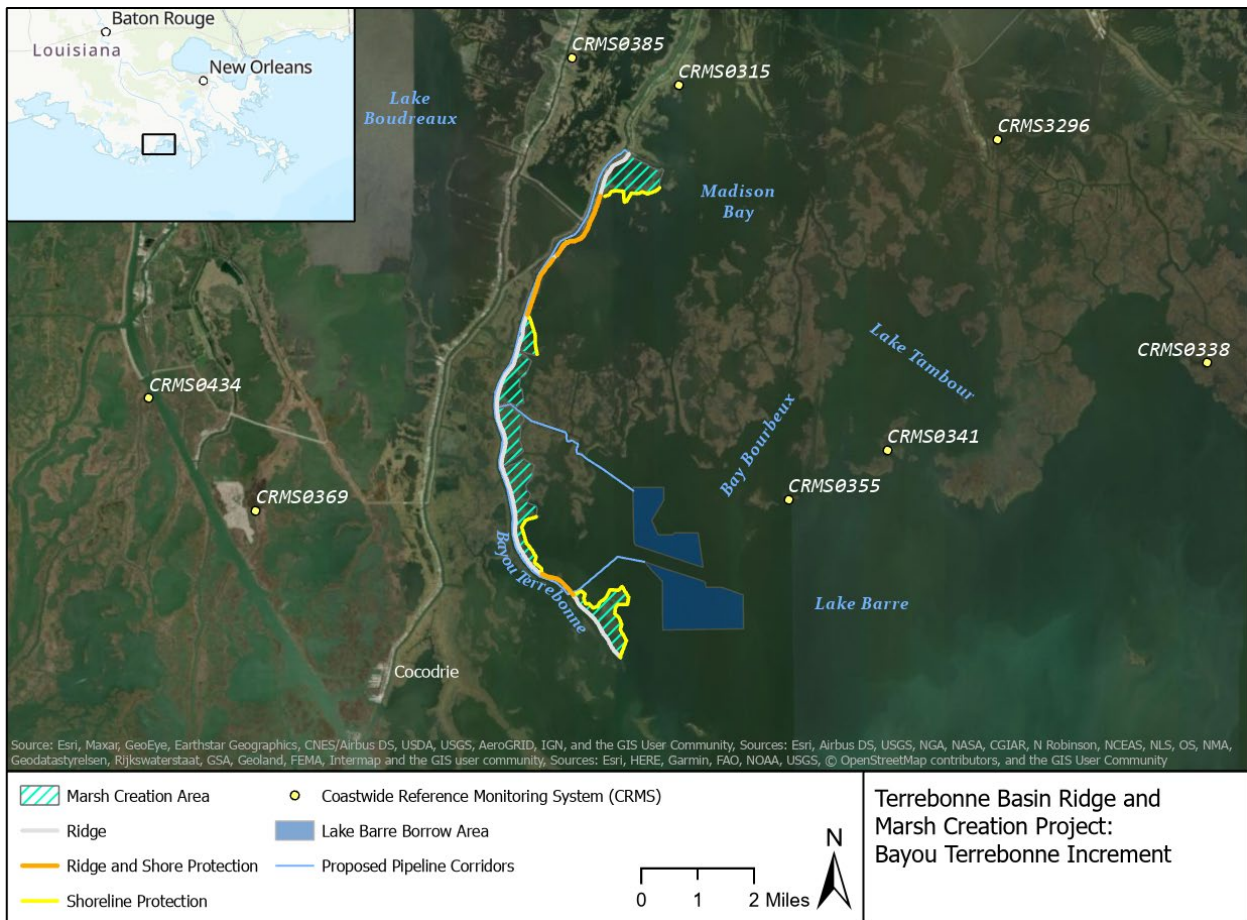 Baton Rouge
Louisiana
New Orleans
CRMS0385
CRMS0315
Lake
Boudreaux
CRMS3296
Madison
Bay
Lake Tambour
CRMS0338
CRMS0434
Bay Bourbeux
CRMS0341
CRMS0355
CRMS0369
Bayou Terrebonne
Lake Barre
Cocodrie
Source: Esri, Maxar, GeoEye, Earthstar Geographics, CNES/Airbus DS, USDA, USGS, AeroGRID, IGN, and the GIS User Community, Sources: Esri, Airbus DS, USGS, NGA, NASA, CGIAR, N Robinson, NCEAS, NLS, OS, NMA,
Geodatastyrelsen, Rijkswaterstaat, GSA, Geoland, FEMA, Intermap and the GIS user community, Sources: Esri, HERE, Garmin, FAO, NOAA, USGS, © OpenStreetMap contributors, and the GIS User Community
Marsh Creation Area
Ridge
Ridge and Shore Protection
Shoreline Protection
Coastwide Reference Monitoring System (CRMS)
Lake Barre Borrow Area
Proposed Pipeline Corridors
0 1 2 Miles
N
Terrebonne Basin Ridge and
Marsh Creation Project:
Bayou Terrebonne Increment